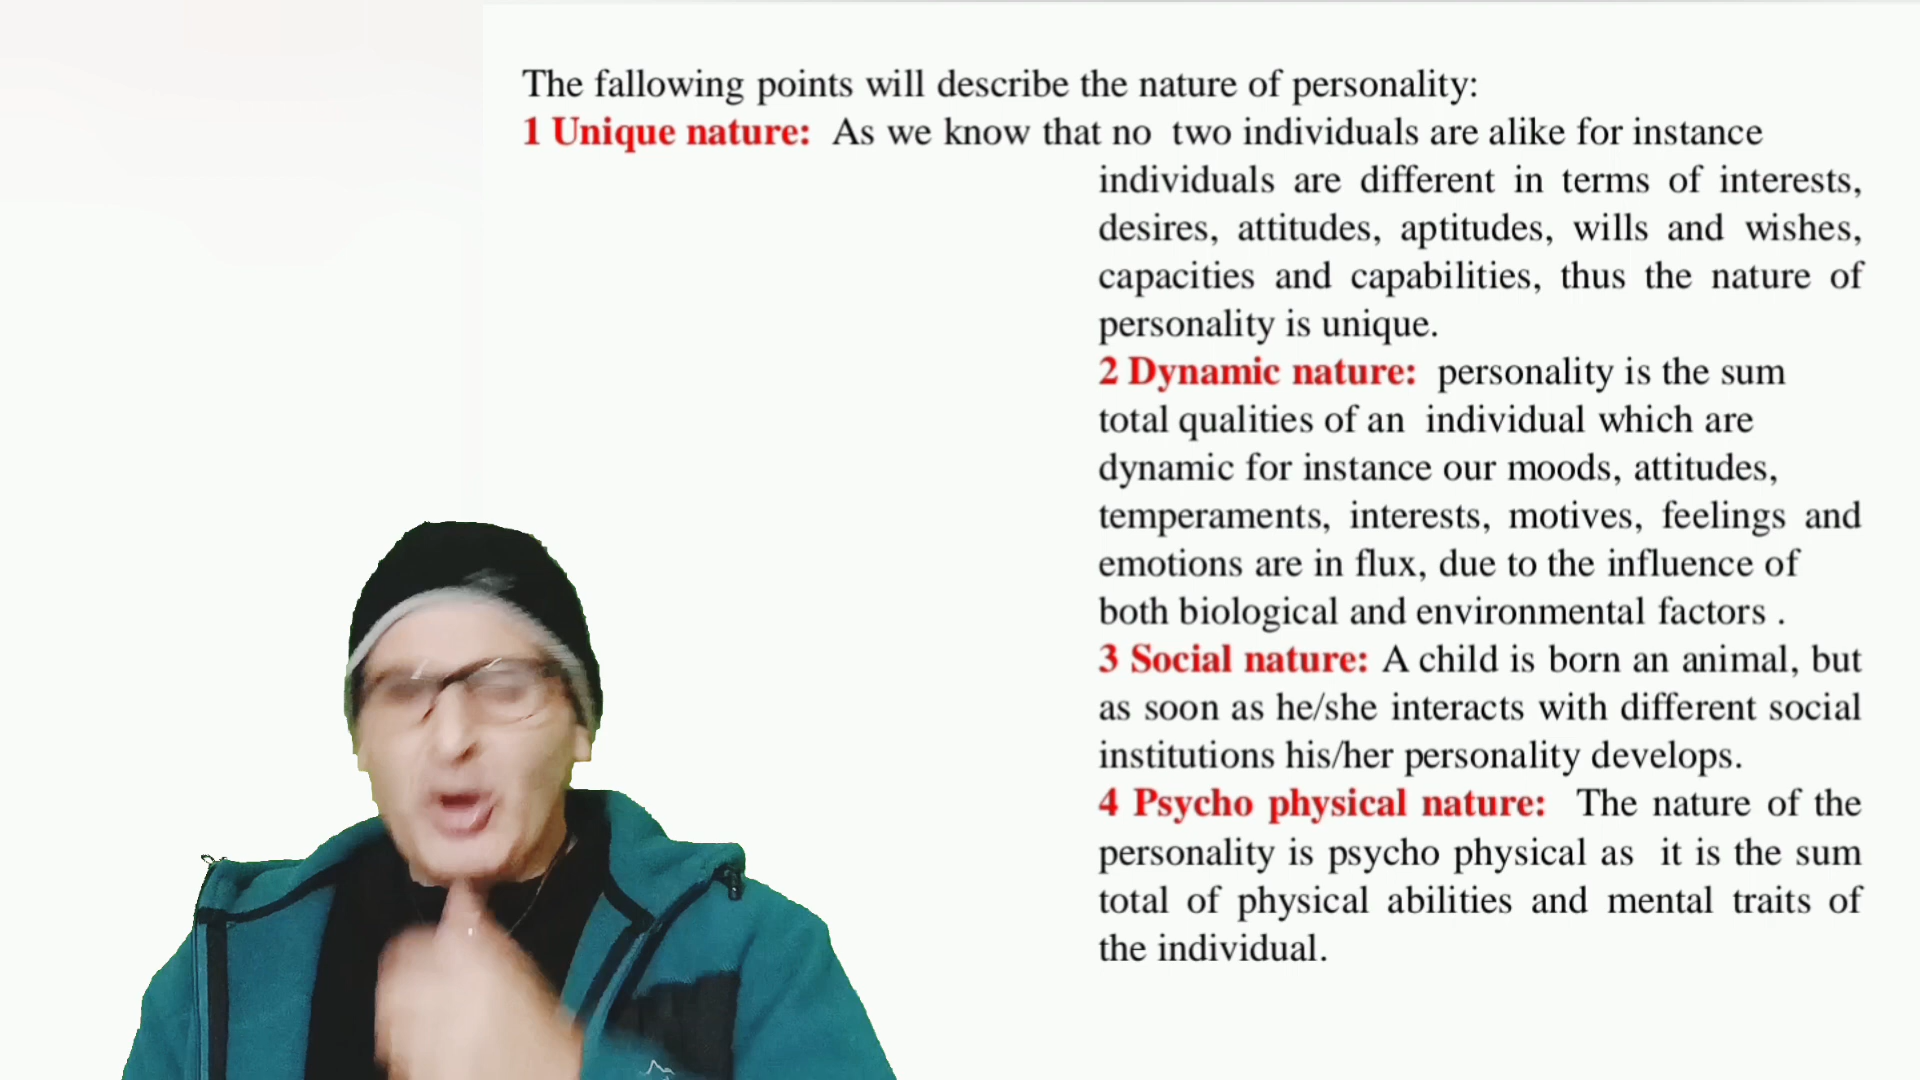 The fallowing points will describe the nature of personality:
1 Unique nature: As we know that no two individuals are alike for instance
individuals are different in terms of interests,
desires, attitudes, aptitudes, wills and wishes,
capacities and capabilities, thus the nature of
personality is unique.
2 Dynamic nature: personality is the sum
total qualities of an individual which are
dynamic for instance our moods, attitudes,
temperaments, interests, motives, feelings and
emotions are in flux, due to the influence of
both biological and environmental factors .
3 Social nature: A child is born an animal, but
as soon as he/she interacts with different social
institutions his/her personality develops.
4 Psycho physical nature: The nature of the
personality is psycho physical as it is the sum
total of physical abilities and mental traits of
the individual.